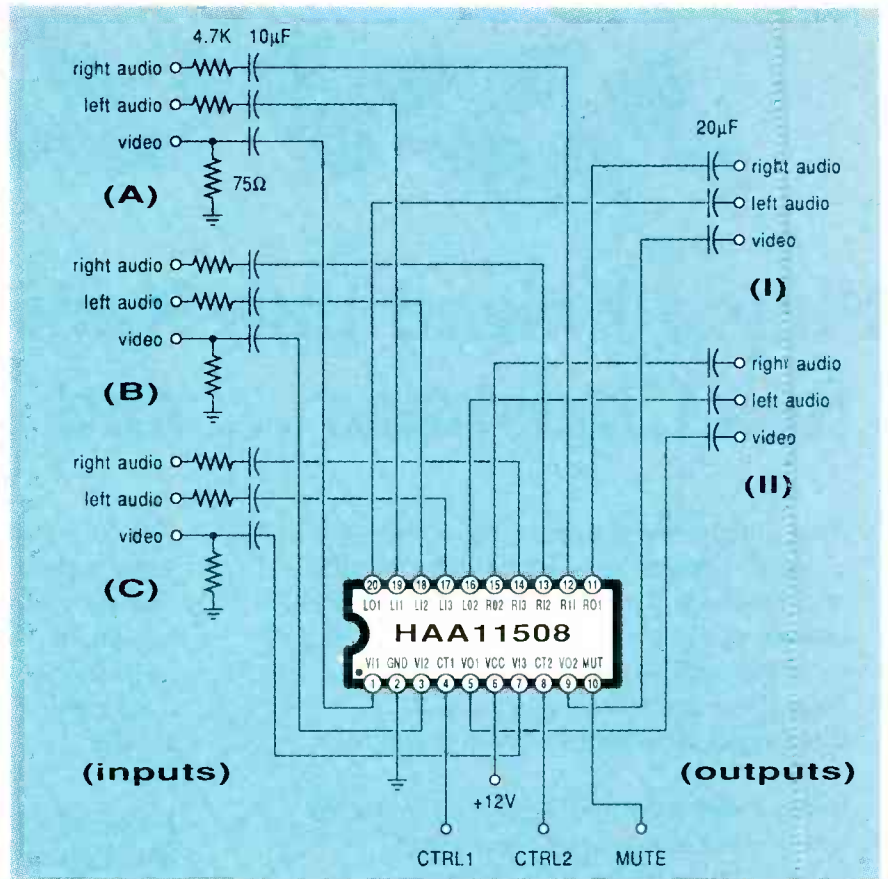 4.7K 10µF
right audio
left audio
video
75Ω
(A)
right audio
left audio
video
(B)
right audio
left audio
video
(C)
20µF
right audio
left audio
video
(I)
right audio
left audio
video
(II)
20 19 18 17 16 15 14 13 12 11
LO1 LI1 LI2 LI3 LO2 RO2 RI3 RI2 RI1 RO1
HAA11508
VI1 GND VI2 CT1 VO1 VCC VI3 CT2 VO2 MUT
1 2 3 4 5 6 7 8 9 10
(inputs)
(outputs)
+12V
CTRL1 CTRL2 MUTE